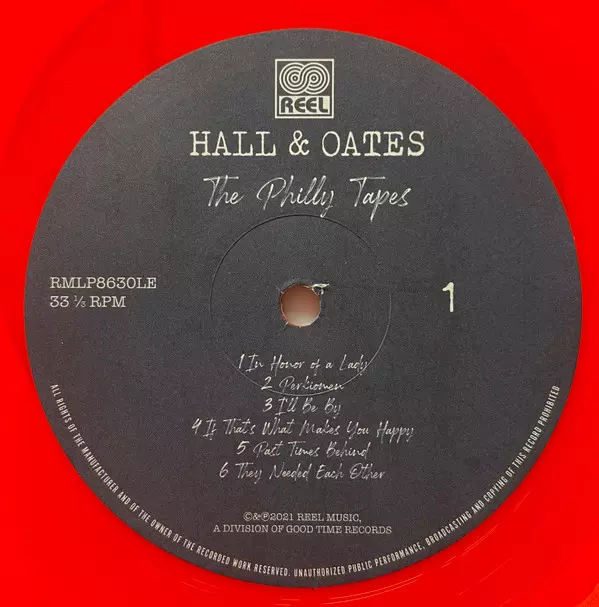 REEL
HALL & OATES
The Philly Tapes
RMLP8630LE
33 ⅓ RPM
1
1 In Honor of a Lady
2 Perkiomen
3 I'll Be By
4 If That's What Makes You Happy
5 Past Times Behind
6 They Needed Each Other
©&℗2021 REEL MUSIC,
A DIVISION OF GOOD TIME RECORDS
ALL RIGHTS OF THE MANUFACTURER AND OF THE OWNER OF THE RECORDED WORK RESERVED. UNAUTHORIZED PUBLIC PERFORMANCE, BROADCASTING AND COPYING OF THIS RECORD PROHIBITED